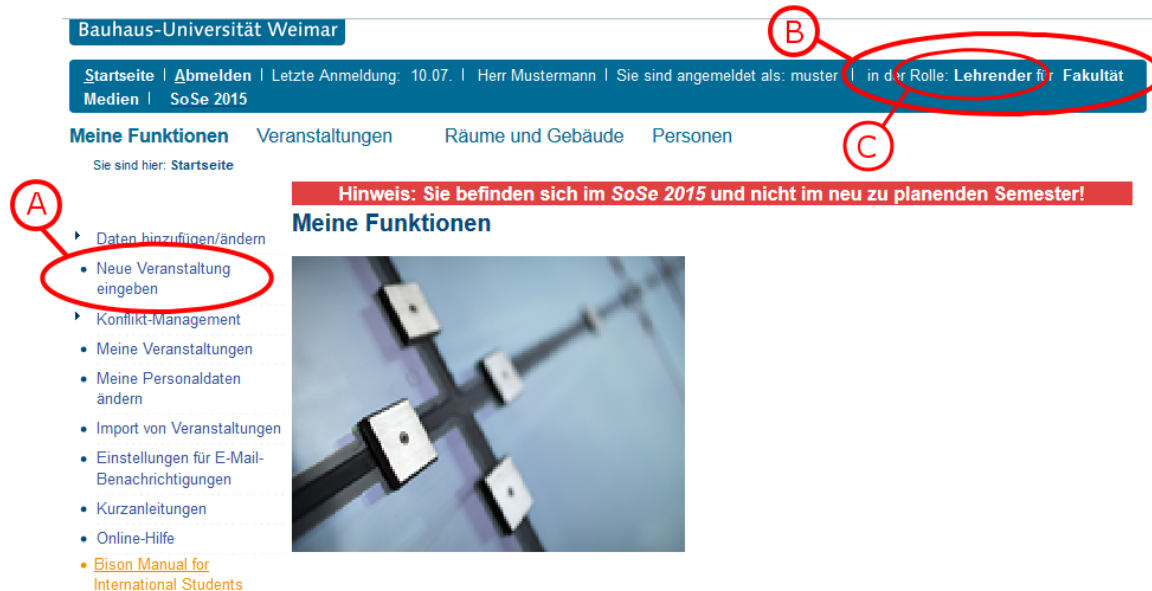 Bauhaus-Universität Weimar
B
Startseite | Abmelden | Letzte Anmeldung: 10.07. | Herr Mustermann | Sie sind angemeldet als: muster | in der Rolle: Lehrender für Fakultät
Medien | SoSe 2015
Meine Funktionen Veranstaltungen Räume und Gebäude Personen
C
Sie sind hier: Startseite
Hinweis: Sie befinden sich im SoSe 2015 und nicht im neu zu planenden Semester!
A
Meine Funktionen
Daten hinzufügen/ändern
Neue Veranstaltung
eingeben
Konflikt-Management
Meine Veranstaltungen
Meine Personaldaten
ändern
Import von Veranstaltungen
Einstellungen für E-Mail-
Benachrichtigungen
Kurzanleitungen
Online-Hilfe
Bison Manual for
International Students